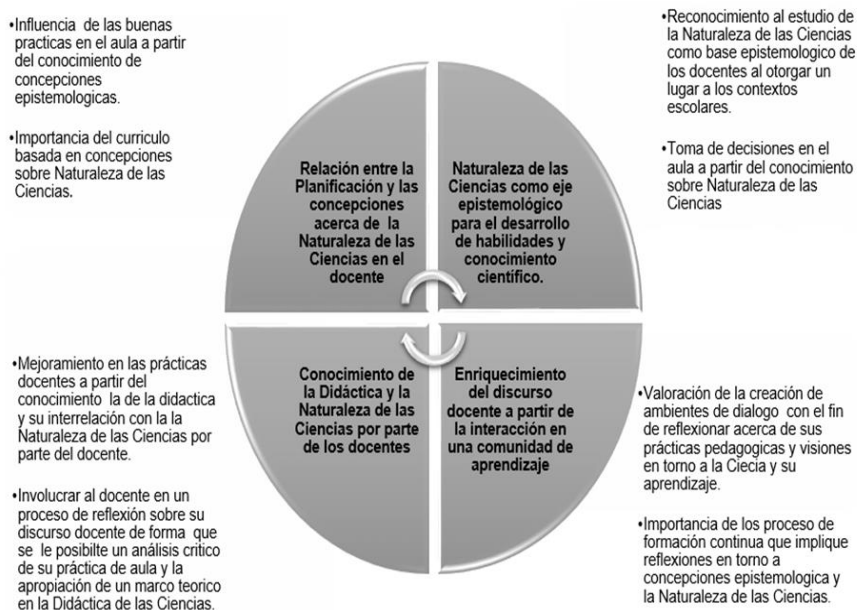 •Influencia de las buenas
practicas en el aula a partir
del conocimiento de
concepciones
epistemologicas.
•Importancia del curriculo
basada en concepciones
sobre Naturaleza de las
Ciencias.
Relación entre la
Planificación y las
concepciones
acerca de la
Naturaleza de las
Ciencias en el
docente
Naturaleza de las
Ciencias como eje
epistemológico
para el desarrollo
de habilidades y
conocimiento
científico.
•Reconocimiento al estudio de
la Naturaleza de las Ciencias
como base epistemologico de
los docentes al otorgar un
lugar a los contextos
escolares.
•Toma de decisiones en el
aula a partir del conocimiento
sobre Naturaleza de las
Ciencias
•Mejoramiento en las prácticas
docentes a partir del
conocimiento la de la didactica
y su interrelación con la la
Naturaleza de las Ciencias por
parte del docente.
•Involucrar al docente en un
proceso de reflexión sobre su
discurso docente de forma que
se le posibilte un análisis critico
de su práctica de aula y la
apropiación de un marco teorico
en la Didáctica de las Ciencias.
Conocimiento de
la Didáctica y la
Naturaleza de las
Ciencias por parte
de los docentes
Enriquecimiento
del discurso
docente a partir de
la interacción en
una comunidad de
aprendizaje
•Valoración de la creación de
ambientes de dialogo con el fin
de reflexionar acerca de sus
prácticas pedagogicas y visiones
en torno a la Ciecia y su
aprendizaje.
•Importancia de los proceso de
formación continua que implique
reflexiones en torno a
concepciones epistemologica y
la Naturaleza de las Ciencias.